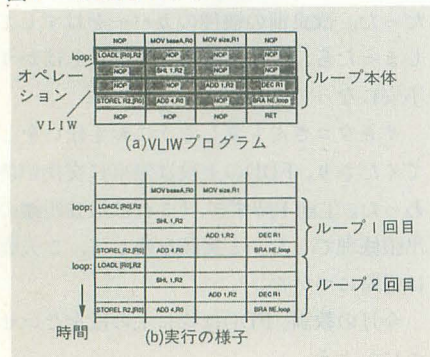 NOP MOV baseA,R0 MOV size,R1 NOP
loop: LOADL [R0],R2 NOP NOP NOP
NOP SHL 1,R2 NOP NOP
NOP NOP ADD 1,R2 DEC R1
STOREL R2,[R0] ADD 4,R0 NOP BRA NE,loop
NOP NOP NOP RET
オペレー
ション
VLIW
ループ本体
(a)VLIWプログラム
MOV baseA,R0 MOV size,R1
loop: LOADL [R0],R2
SHL 1,R2
ADD 1,R2 DEC R1
STOREL R2,[R0] ADD 4,R0 BRA NE,loop
ループ1回目
loop: LOADL [R0],R2
SHL 1,R2
ADD 1,R2 DEC R1
STOREL R2,[R0] ADD 4,R0 BRA NE,loop
ループ2回目
時間
(b)実行の様子